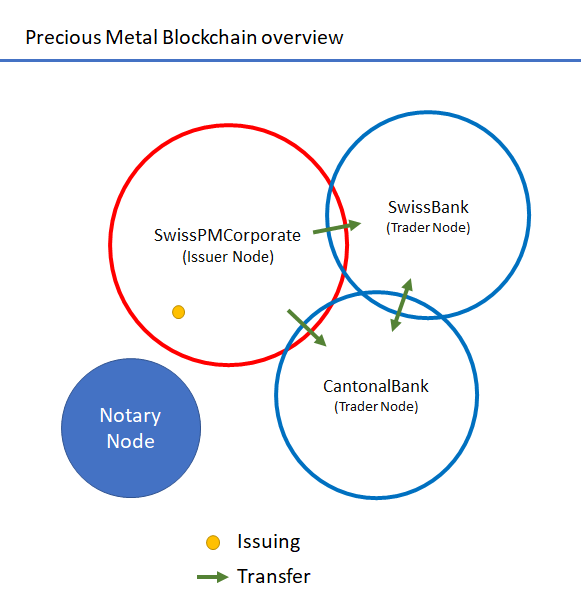 Precious Metal Blockchain overview
SwissBank
(Trader Node)
SwissPMCorporate
(Issuer Node)
CantonalBank
(Trader Node)
Notary
Node
Issuing
Transfer